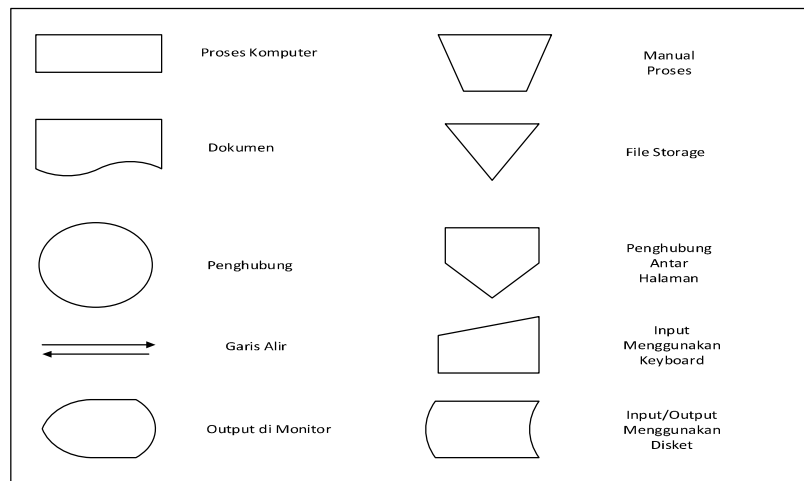 Proses Komputer
Manual
Proses
Dokumen
File Storage
Penghubung
Penghubung
Antar
Halaman
Garis Alir
Input
Menggunakan
Keyboard
Output di Monitor
Input/Output
Menggunakan
Disket